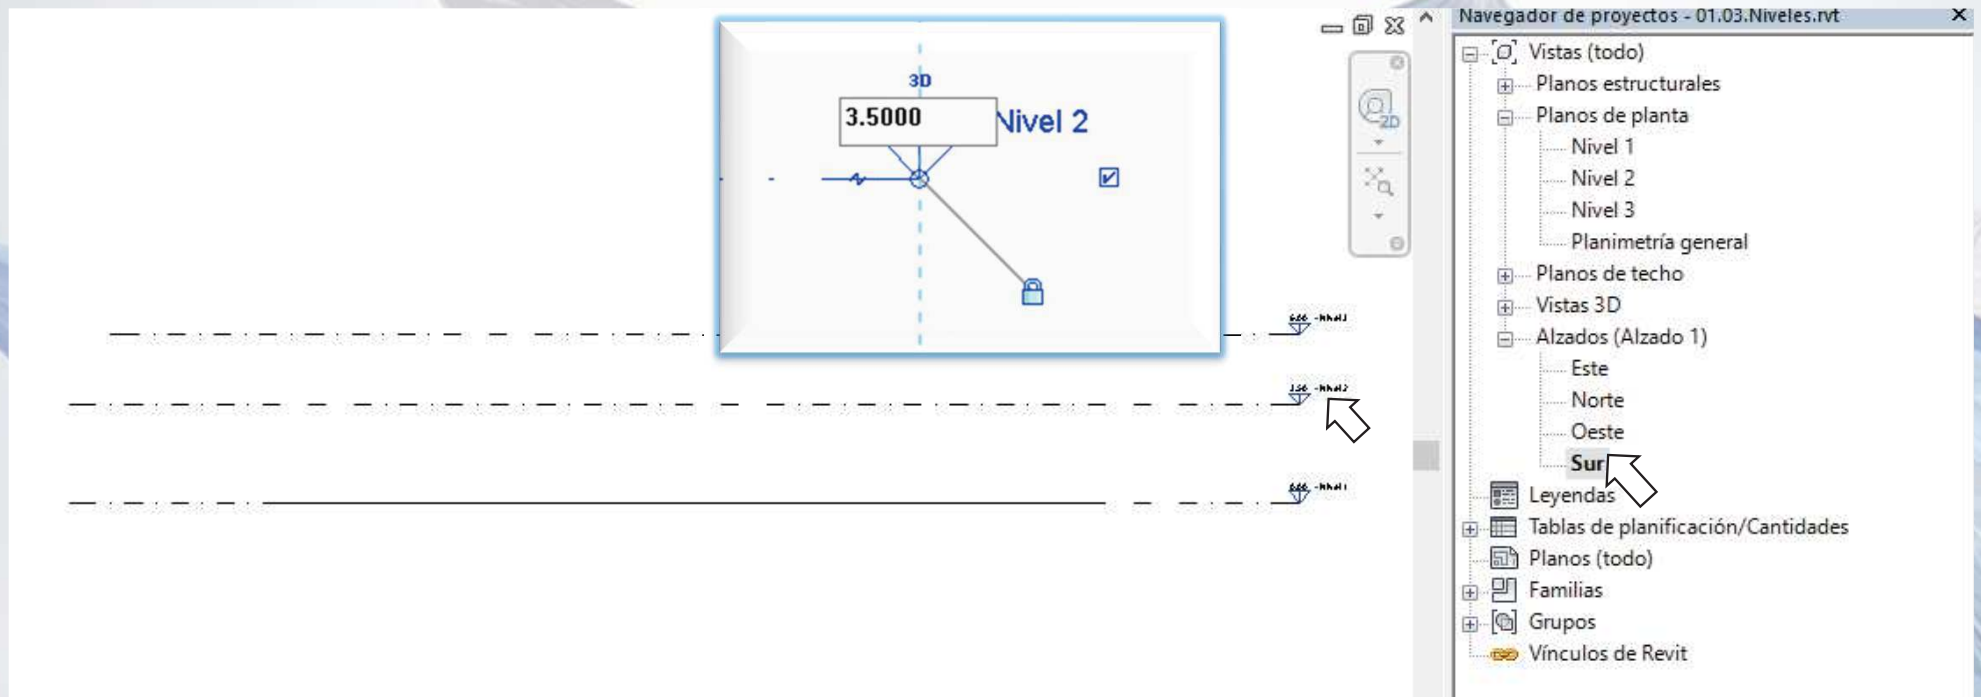 3D
3.5000
Nivel 2
Navegador de proyectos - 01.03.Niveles.rvt
Vistas (todo)
Planos estructurales
Planos de planta
Nivel 1
Nivel 2
Nivel 3
Planimetría general
Planos de techo
Vistas 3D
Alzados (Alzado 1)
Este
Norte
Oeste
Sur
Leyendas
Tablas de planificación/Cantidades
Planos (todo)
Familias
Grupos
Vínculos de Revit
2D